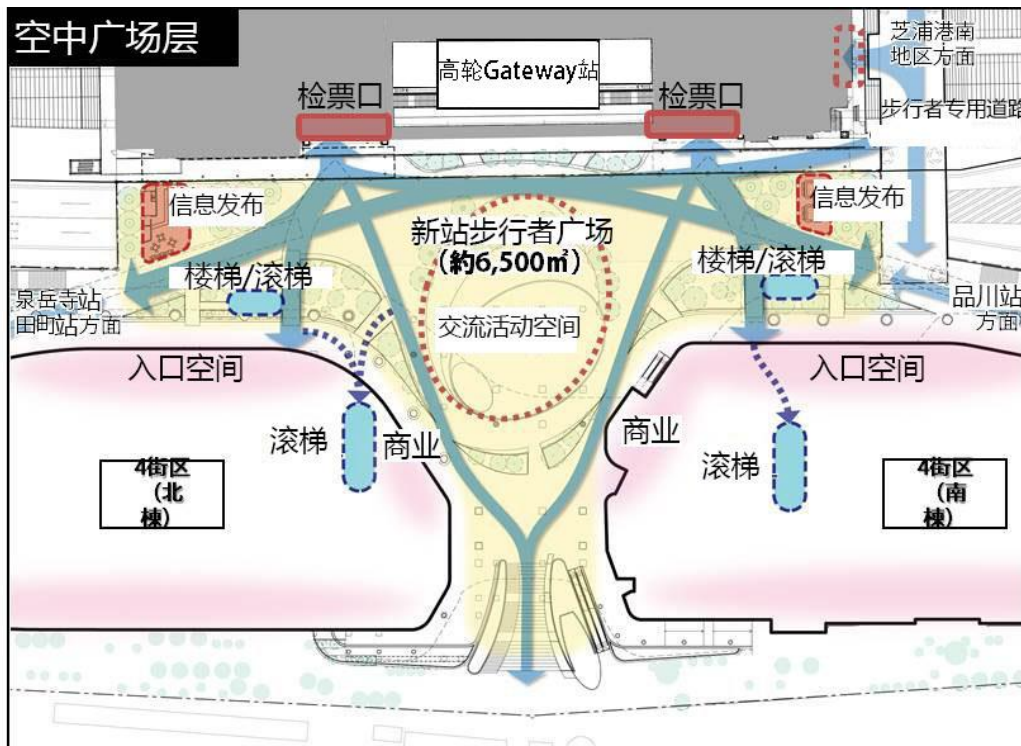 空中广场层
高轮Gateway站
芝浦港南
地区方面
检票口
检票口
步行者专用道路
信息发布
信息发布
新站步行者广场
（約6,500㎡）
楼梯/滚梯
楼梯/滚梯
泉岳寺站
田町站方面
品川站
方面
交流活动空间
入口空间
入口空间
滚梯
商业
商业
滚梯
4街区
（北
棟）
4街区
（南
棟）